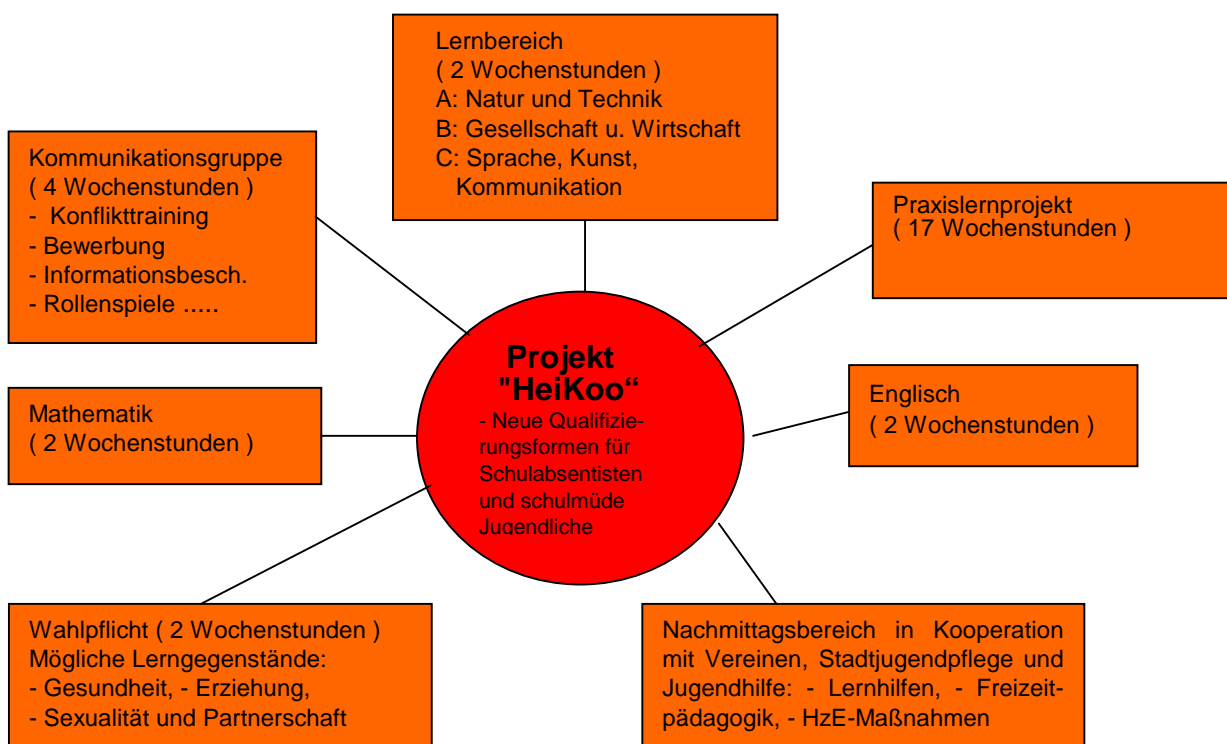 Lernbereich
( 2 Wochenstunden )
A: Natur und Technik
B: Gesellschaft u. Wirtschaft
C: Sprache, Kunst,
Kommunikation
Kommunikationsgruppe
( 4 Wochenstunden )
- Konflikttraining
- Bewerbung
- Informationsbesch.
- Rollenspiele .....
Praxislernprojekt
( 17 Wochenstunden )
Projekt
"HeiKoo“
- Neue Qualifizie-
rungsformen für
Schulabsentisten
und schulmüde
Jugendliche
Mathematik
( 2 Wochenstunden )
Englisch
( 2 Wochenstunden )
Wahlpflicht ( 2 Wochenstunden )
Mögliche Lerngegenstände:
- Gesundheit, - Erziehung,
- Sexualität und Partnerschaft
Nachmittagsbereich in Kooperation
mit Vereinen, Stadtjugendpflege und
Jugendhilfe: - Lernhilfen, - Freizeit-
pädagogik, - HzE-Maßnahmen